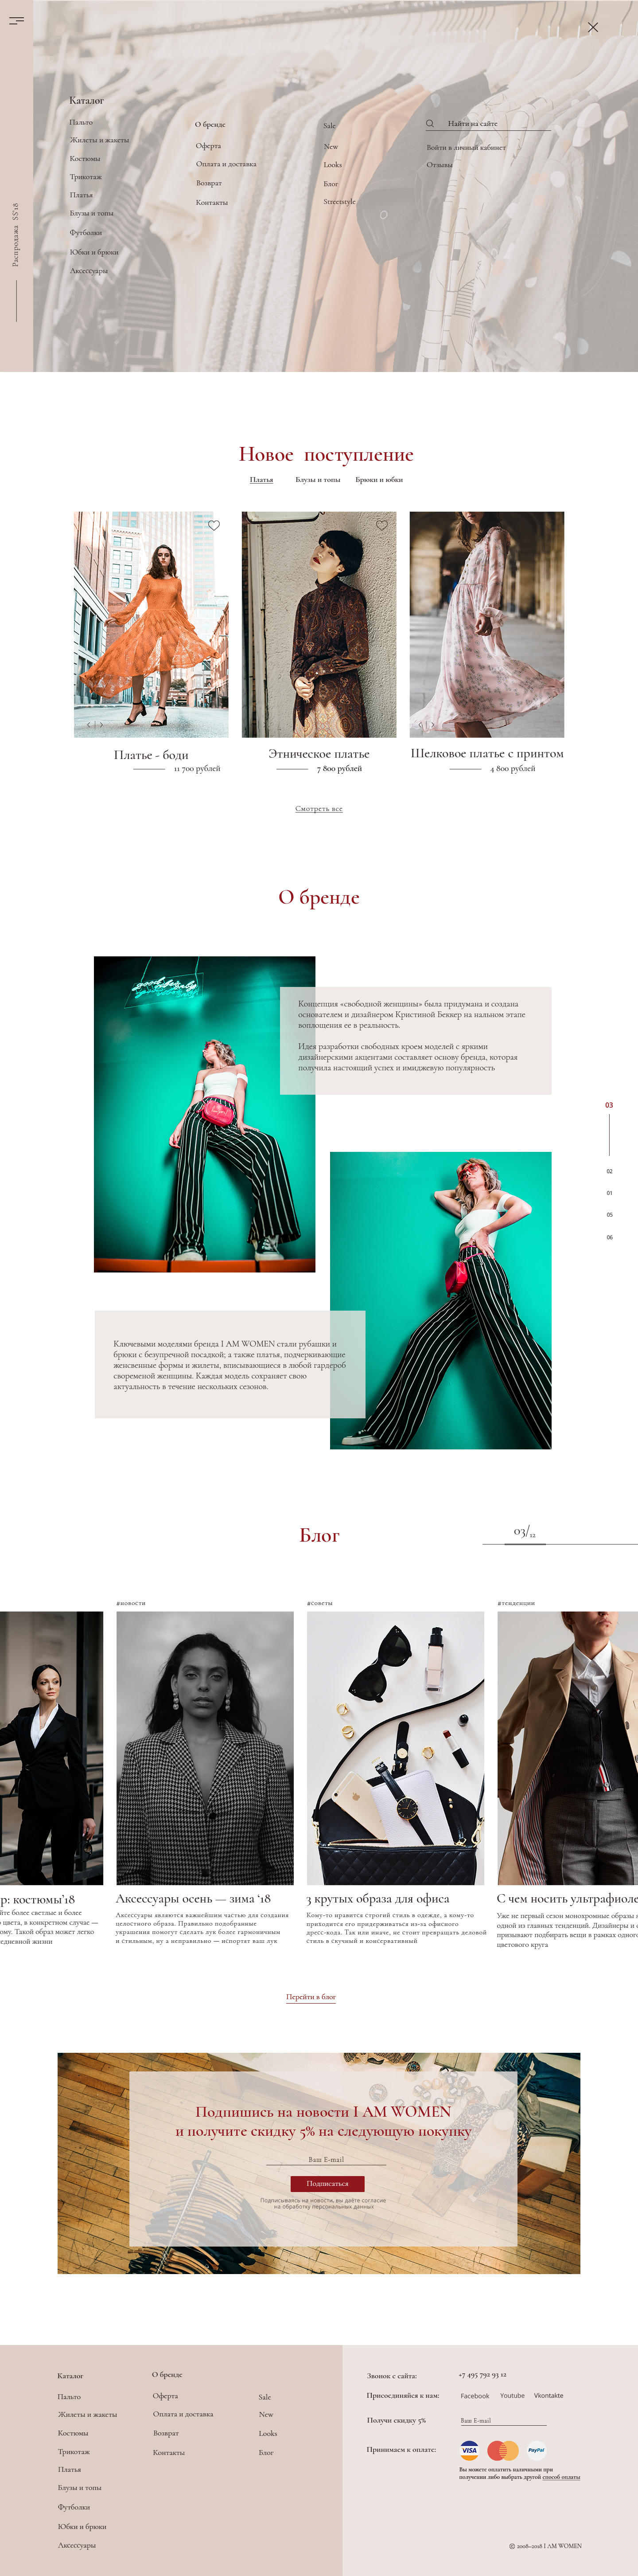 Каталог
Пальто
Жилеты и жакеты
Костюмы
Трикотаж
Платья
Блузы и топы
Футболки
Юбки и брюки
Аксессуары
О бренде
Оферта
Оплата и доставка
Возврат
Контакты
Sale
New
Looks
Блог
Streetstyle
Найти на сайте
Войти в личный кабинет
Отзывы
Распродажа SS'18
Новое поступление
Платья Блузы и топы Брюки и юбки
Платье - боди
11 700 рублей
Этническое платье
7 800 рублей
Шелковое платье с принтом
4 800 рублей
Смотреть все
О бренде
Концепция «свободной женщины» была придумана и создана
основателем и дизайнером Кристиной Беккер на нальном этапе
воплощения ее в реальность.
Идея разработки свободных кроем моделей с яркими
дизайнерскими акцентами составляет основу бренда, которая
получила настоящий успех и имиджевую популярность
03
02
01
05
06
Ключевыми моделями бренда I AM WOMEN стали рубашки и
брюки с безупречной посадкой; а также платья, подчеркивающие
женсвенные формы и жилеты, вписывающиеся в любой гардероб
своременой женщины. Каждая модель сохраняет свою
актуальность в течение нескольких сезонов.
Блог
03/12
#новости
#советы
#тенденции
р: костюмы'18
йте более светлые и более
цвета, в конкретном случае —
ому. Такой образ может легко
едневной жизни
Аксессуары осень — зима '18
Аксессуары являются важнейшим частью для создания
целостного образа. Правильно подобранные
украшения помогут сделать лук более гармоничным
и стильным, ну а неправильно — испортят ваш лук
3 крутых образа для офиса
Кому-то нравится строгий стиль в одежде, а кому-то
приходится его придерживаться из-за офисного
дресс-кода. Так или иначе, не стоит превращать деловой
стиль в скучный и консервативный
С чем носить ультрафиоле
Уже не первый сезон монохромные образы
одной из главных тенденций. Дизайнеры и
призывают подбирать вещи в рамках одного
цветового круга
Перейти в блог
Подпишись на новости I AM WOMEN
и получите скидку 5% на следующую покупку
Ваш E-mail
Подписаться
Подписываясь на новости, вы даёте согласие
на обработку персональных данных
Каталог
Пальто
Жилеты и жакеты
Костюмы
Трикотаж
Платья
Блузы и топы
Футболки
Юбки и брюки
Аксессуары
О бренде
Оферта
Оплата и доставка
Возврат
Контакты
Sale
New
Looks
Блог
Звонок с сайта: +7 495 792 93 12
Присоединяйся к нам: Facebook Youtube Vkontakte
Получи скидку 5% Ваш E-mail
Принимаем к оплате: VISA PayPal
Вы можете оплатить наличными при
получении либо выбрать другой способ оплаты
© 2008-2018 I AM WOMEN